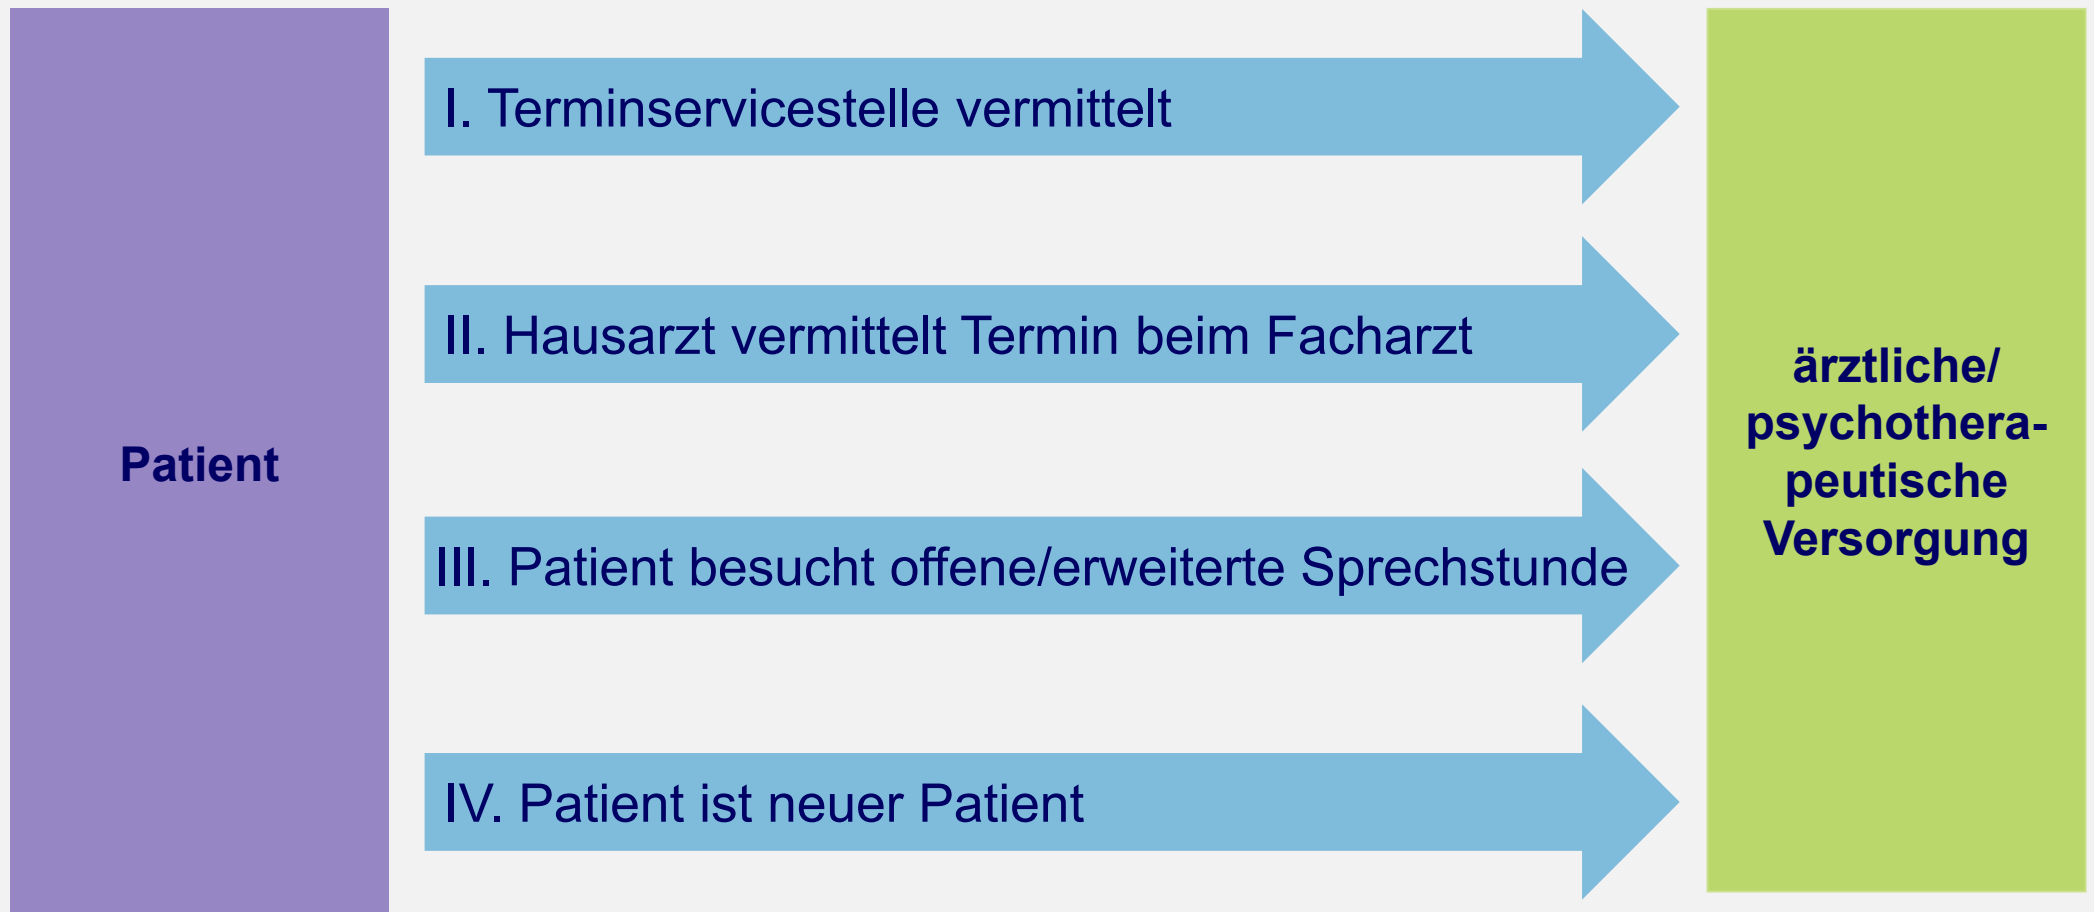 Patient
I. Terminservicestelle vermittelt
II. Hausarzt vermittelt Termin beim Facharzt
III. Patient besucht offene/erweiterte Sprechstunde
IV. Patient ist neuer Patient
ärztliche/
psychothera-
peutische
Versorgung